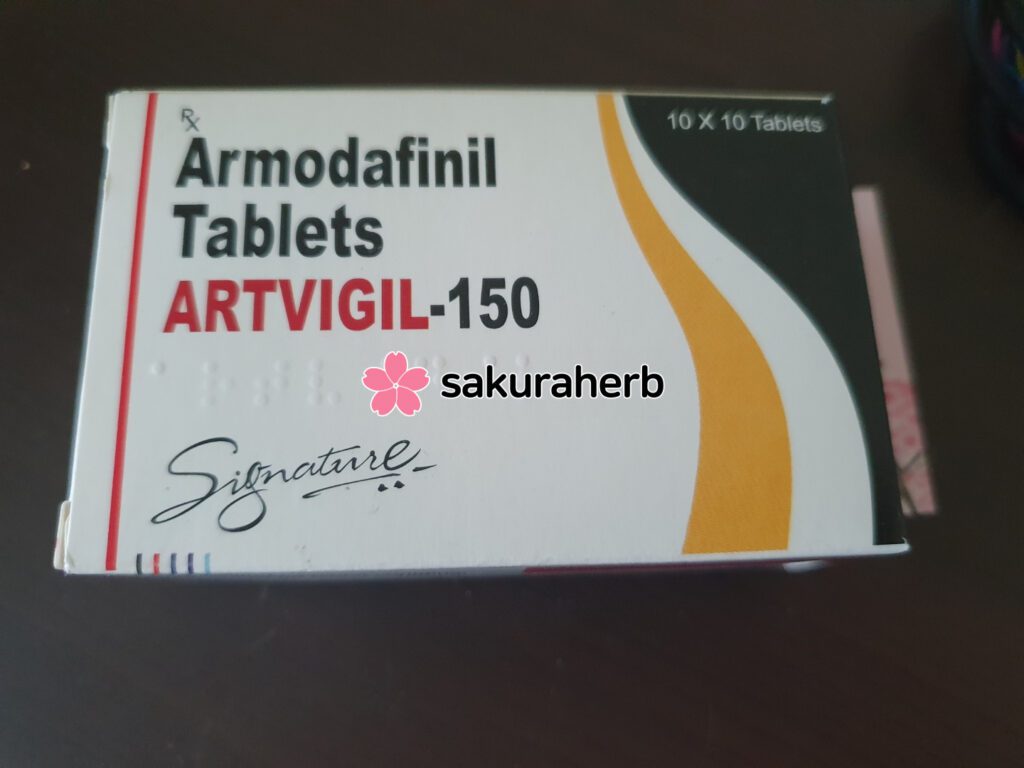 Rx
10 X 10 Tablets
Armodafinil
Tablets
ARTVIGIL-150
sakuraherb
Signature